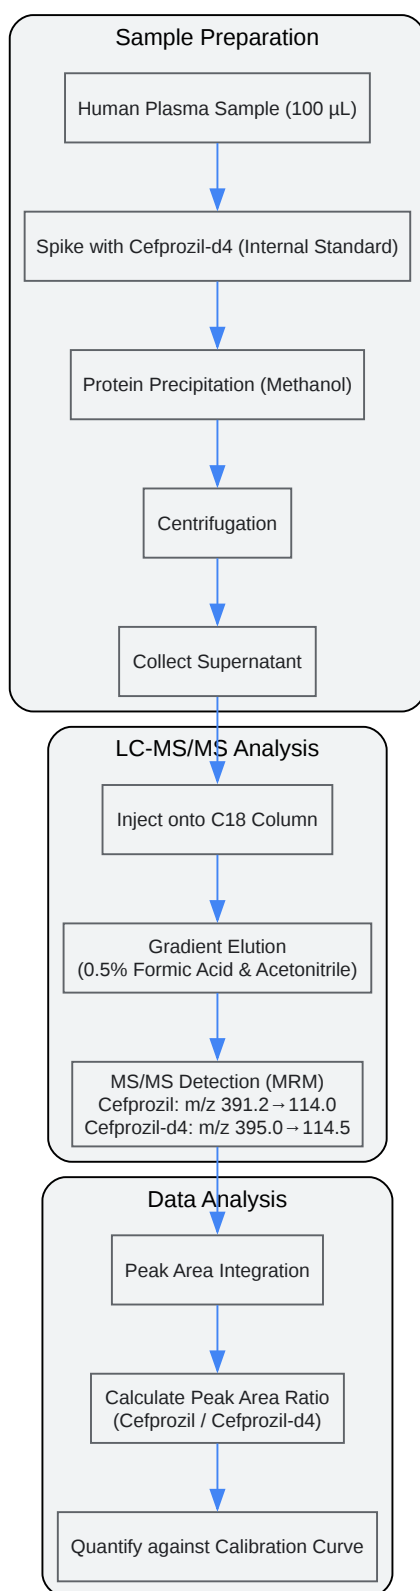 Sample Preparation
Human Plasma Sample (100 µL)
Spike with Cefprozil-d4 (Internal Standard)
Protein Precipitation (Methanol)
Centrifugation
Collect Supernatant
LC-MS/MS Analysis
Inject onto C18 Column
Gradient Elution
(0.5% Formic Acid & Acetonitrile)
MS/MS Detection (MRM)
Cefprozil: m/z 391.2→114.0
Cefprozil-d4: m/z 395.0→114.5
Data Analysis
Peak Area Integration
Calculate Peak Area Ratio
(Cefprozil / Cefprozil-d4)
Quantify against Calibration Curve